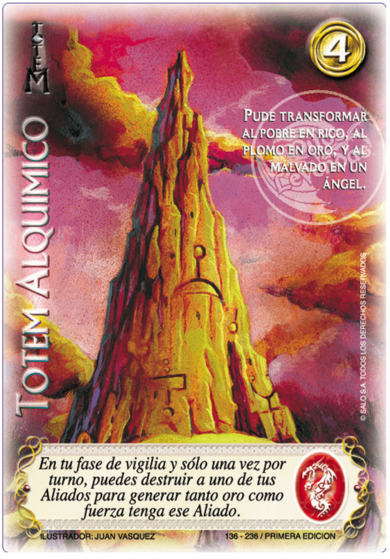 TOTEM
4
PUDE TRANSFORMAR
AL POBRE EN RICO, AL
PLOMO EN ORO, Y AL
MALVADO EN UN
ÁNGEL.
TOTEM ALQUIMICO
© SALO S.A. TODOS LOS DERECHOS RESERVADOS
En tu fase de vigilia y sólo una vez por
turno, puedes destruir a uno de tus
Aliados para generar tanto oro como
fuerza tenga ese Aliado.
ILUSTRADOR: JUAN VASQUEZ
136 - 236 / PRIMERA EDICION